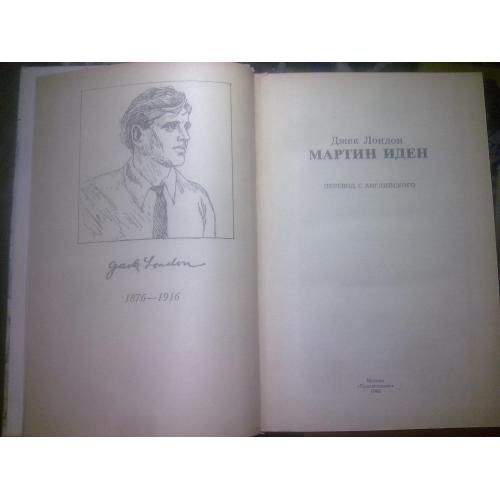 Jack London
1876—1916
Джек Лондон
МАРТИН ИДЕН
ПЕРЕВОД С АНГЛИЙСКОГО
Москва